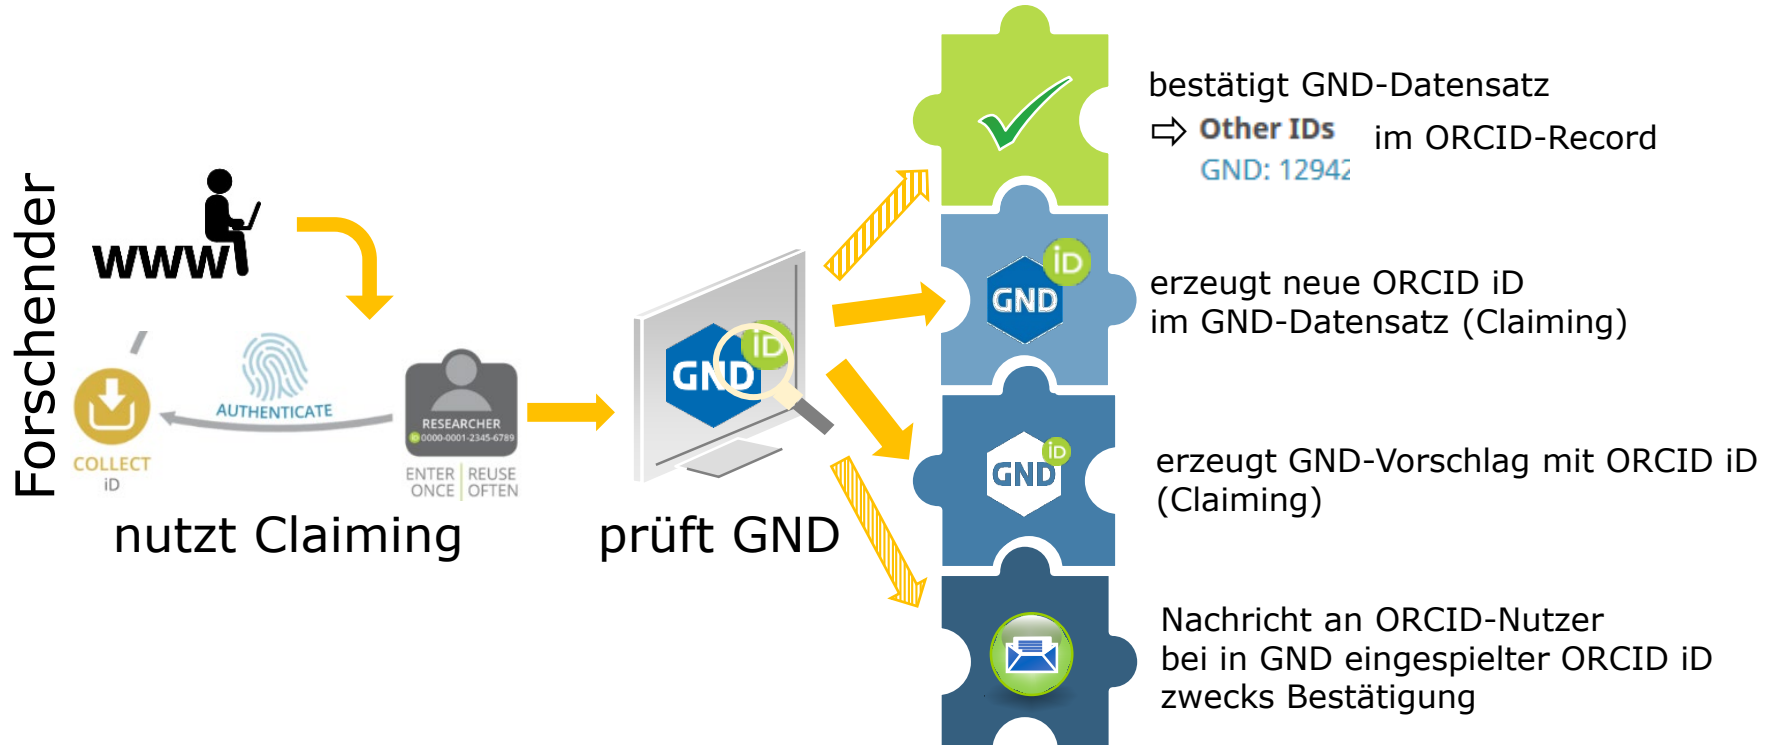 Forschender
WWW
COLLECT
iD
AUTHENTICATE
RESEARCHER
iD 0000-0001-2345-6789
ENTER | REUSE
ONCE | OFTEN
nutzt Claiming
GND iD
prüft GND
bestätigt GND-Datensatz
⇨ Other IDs im ORCID-Record
GND: 12942
GND iD
erzeugt neue ORCID iD
im GND-Datensatz (Claiming)
GND iD
erzeugt GND-Vorschlag mit ORCID iD
(Claiming)
Nachricht an ORCID-Nutzer
bei in GND eingespielter ORCID iD
zwecks Bestätigung